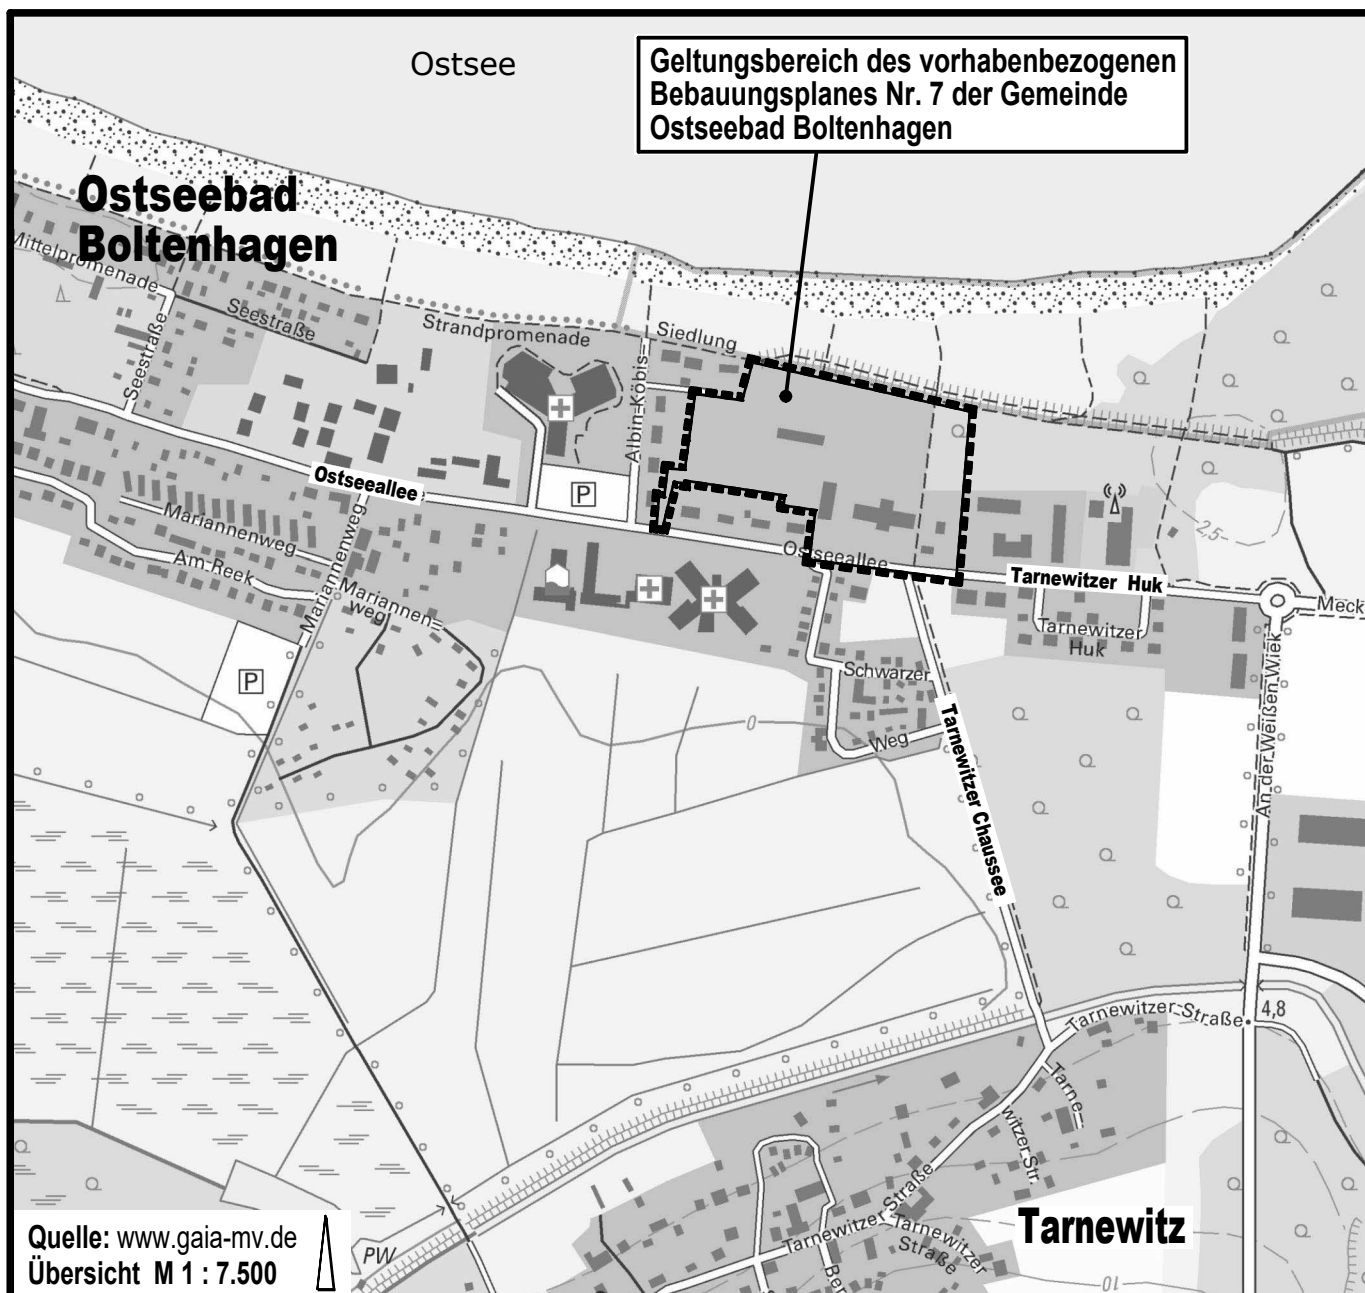 Ostsee
Geltungsbereich des vorhabenbezogenen
Bebauungsplanes Nr. 7 der Gemeinde
Ostseebad Boltenhagen
Ostseebad
Boltenhagen
Mittelpromenade
Seestraße
Seestraße
Strandpromenade
Siedlung
Albin-Köbis-
Ostseeallee
P
Mariannenweg
Am-Reek
Mariannenweg
Mariannen=
weg
P
Ostseeallee
Tarnewitzer Huk
Tarnewitzer
Huk
Meck
2,5
Schwarzer
Weg
0
Tarnewitzer Chaussee
An der Weißen Wiek
Tarnewitzer-Straße
4,8
Tarne=
witzer Str.
Tarnewitzer Straße
Tarnewitzer
Straße
Ber
Tarnewitz
10
PW
Quelle: www.gaia-mv.de
Übersicht M 1 : 7.500